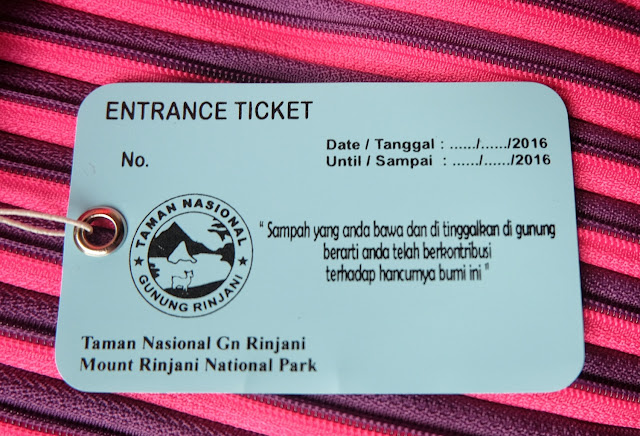 ENTRANCE TICKET
No.
Date / Tanggal : ....../....../2016
Until / Sampai : ....../....../2016
TAMAN NASIONAL
GUNUNG RINJANI
" Sampah yang anda bawa dan di tinggalkan di gunung
berarti anda telah berkontribusi
terhadap hancurnya bumi ini "
Taman Nasional Gn Rinjani
Mount Rinjani National Park